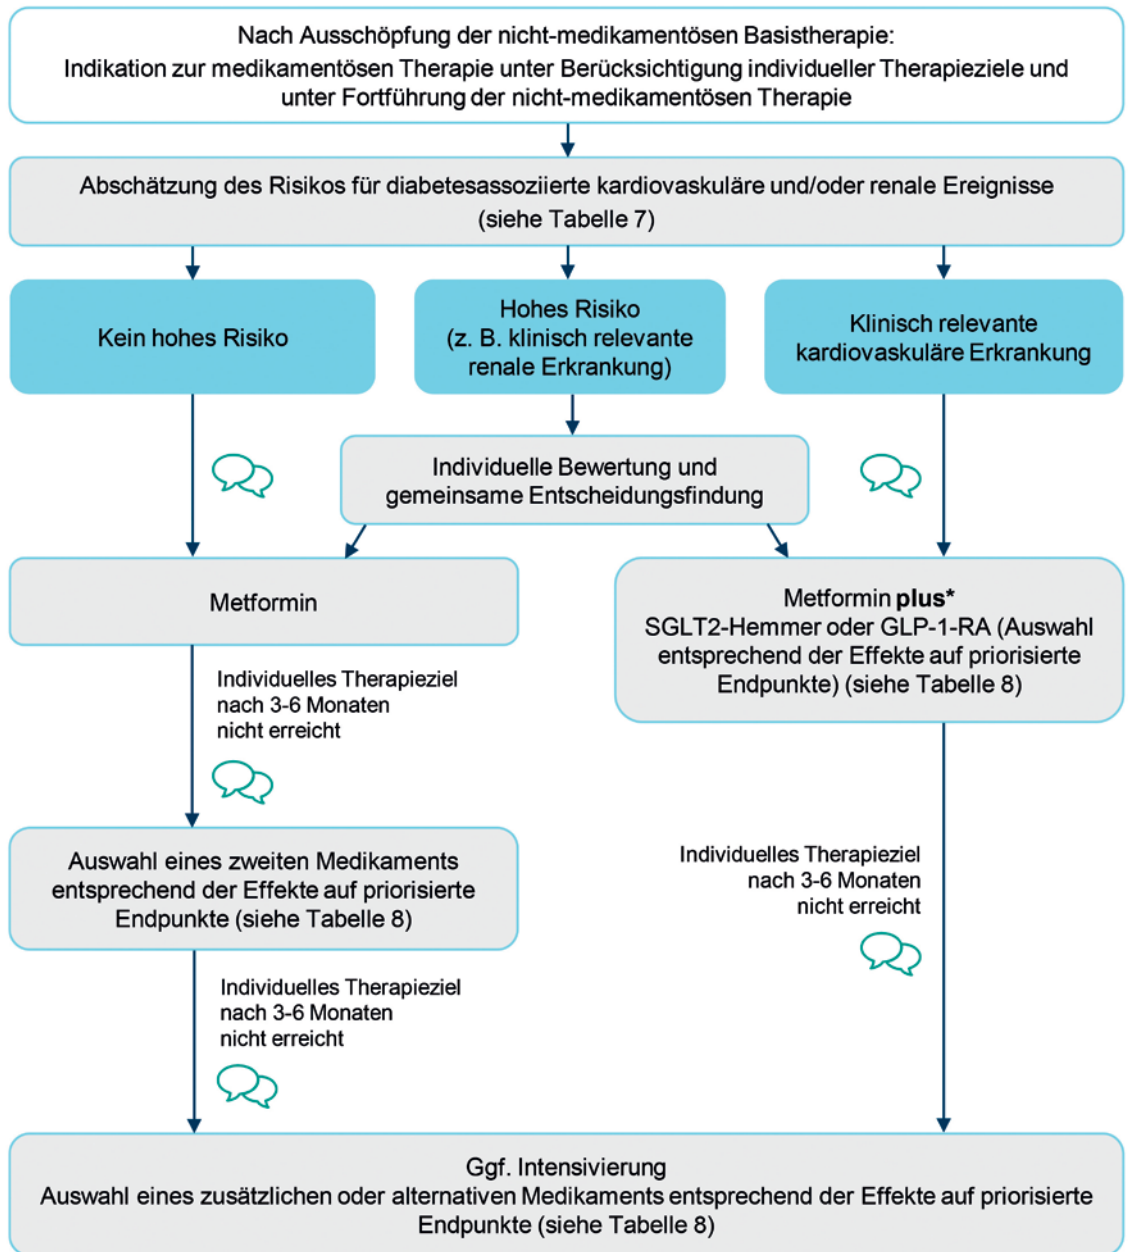 Nach Ausschöpfung der nicht-medikamentösen Basistherapie:
Indikation zur medikamentösen Therapie unter Berücksichtigung individueller Therapieziele und
unter Fortführung der nicht-medikamentösen Therapie
Abschätzung des Risikos für diabetesassoziierte kardiovaskuläre und/oder renale Ereignisse
(siehe Tabelle 7)
Kein hohes Risiko
Hohes Risiko
(z. B. klinisch relevante
renale Erkrankung)
Klinisch relevante
kardiovaskuläre Erkrankung
Individuelle Bewertung und
gemeinsame Entscheidungsfindung
Metformin
Metformin plus*
SGLT2-Hemmer oder GLP-1-RA (Auswahl
entsprechend der Effekte auf priorisierte
Endpunkte) (siehe Tabelle 8)
Individuelles Therapieziel
nach 3-6 Monaten
nicht erreicht
Auswahl eines zweiten Medikaments
entsprechend der Effekte auf priorisierte
Endpunkte (siehe Tabelle 8)
Individuelles Therapieziel
nach 3-6 Monaten
nicht erreicht
Individuelles Therapieziel
nach 3-6 Monaten
nicht erreicht
Ggf. Intensivierung
Auswahl eines zusätzlichen oder alternativen Medikaments entsprechend der Effekte auf priorisierte
Endpunkte (siehe Tabelle 8)